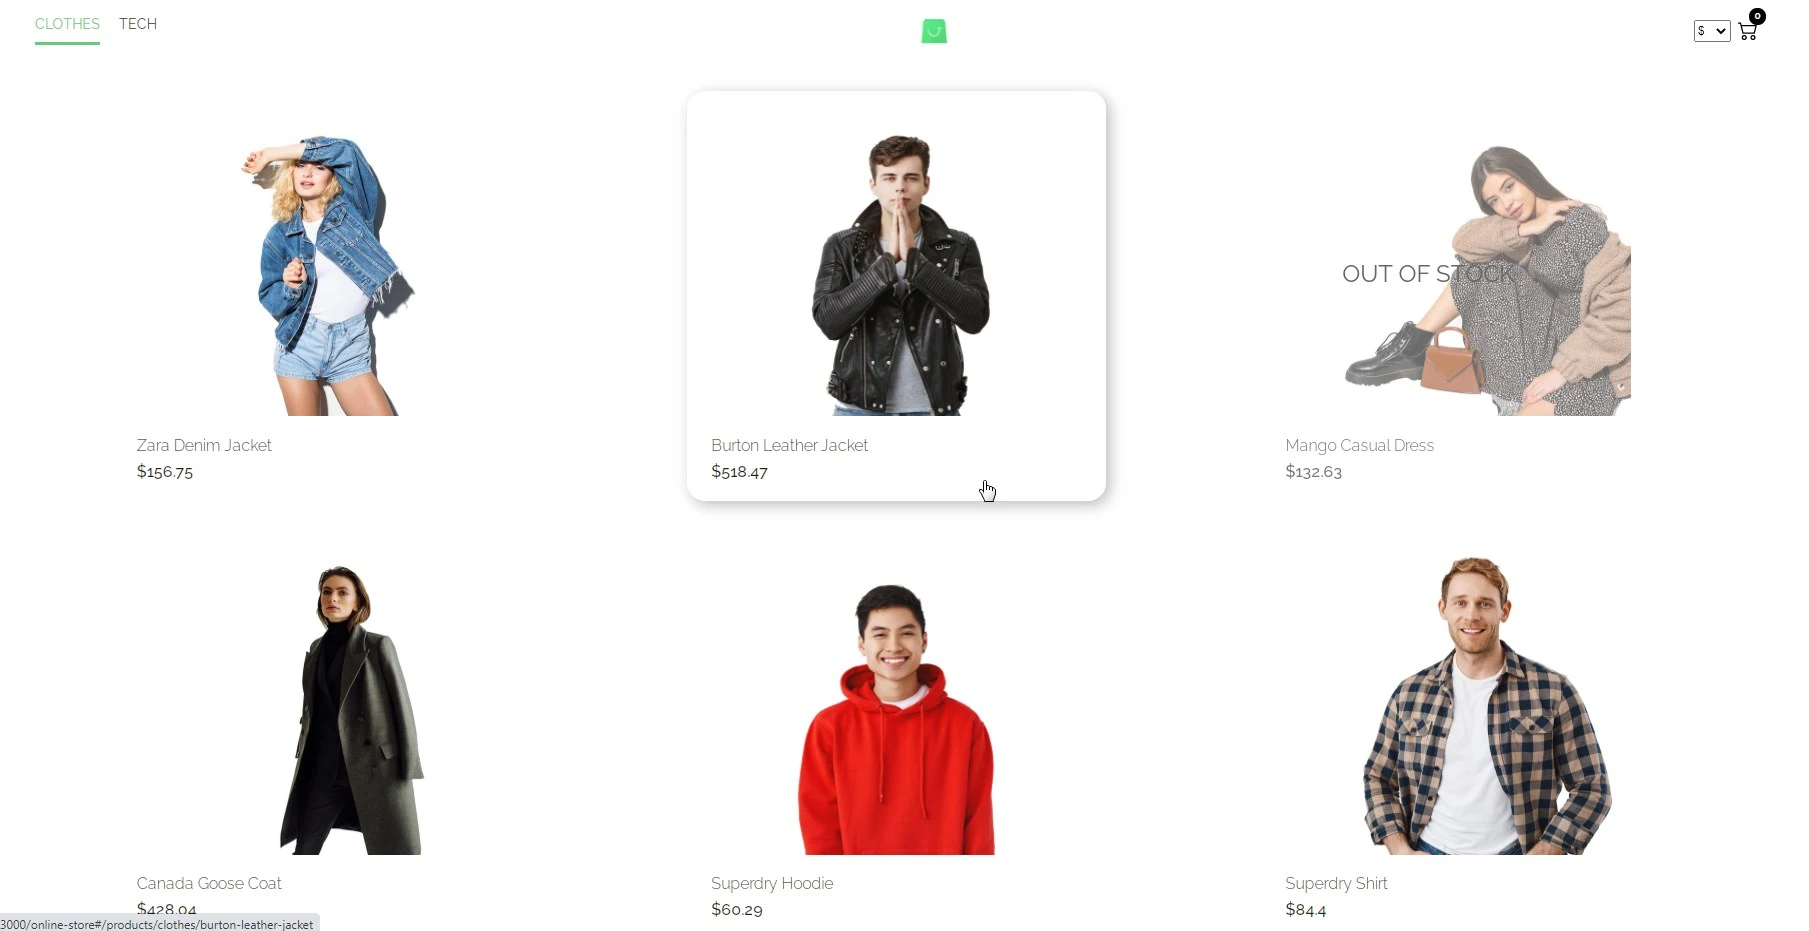 CLOTHES TECH
$ 0
OUT OF STOCK
Zara Denim Jacket
$156.75
Burton Leather Jacket
$518.47
Mango Casual Dress
$132.63
Canada Goose Coat
$428.04
Superdry Hoodie
$60.29
Superdry Shirt
$84.4
3000/online-store#/products/clothes/burton-leather-jacket